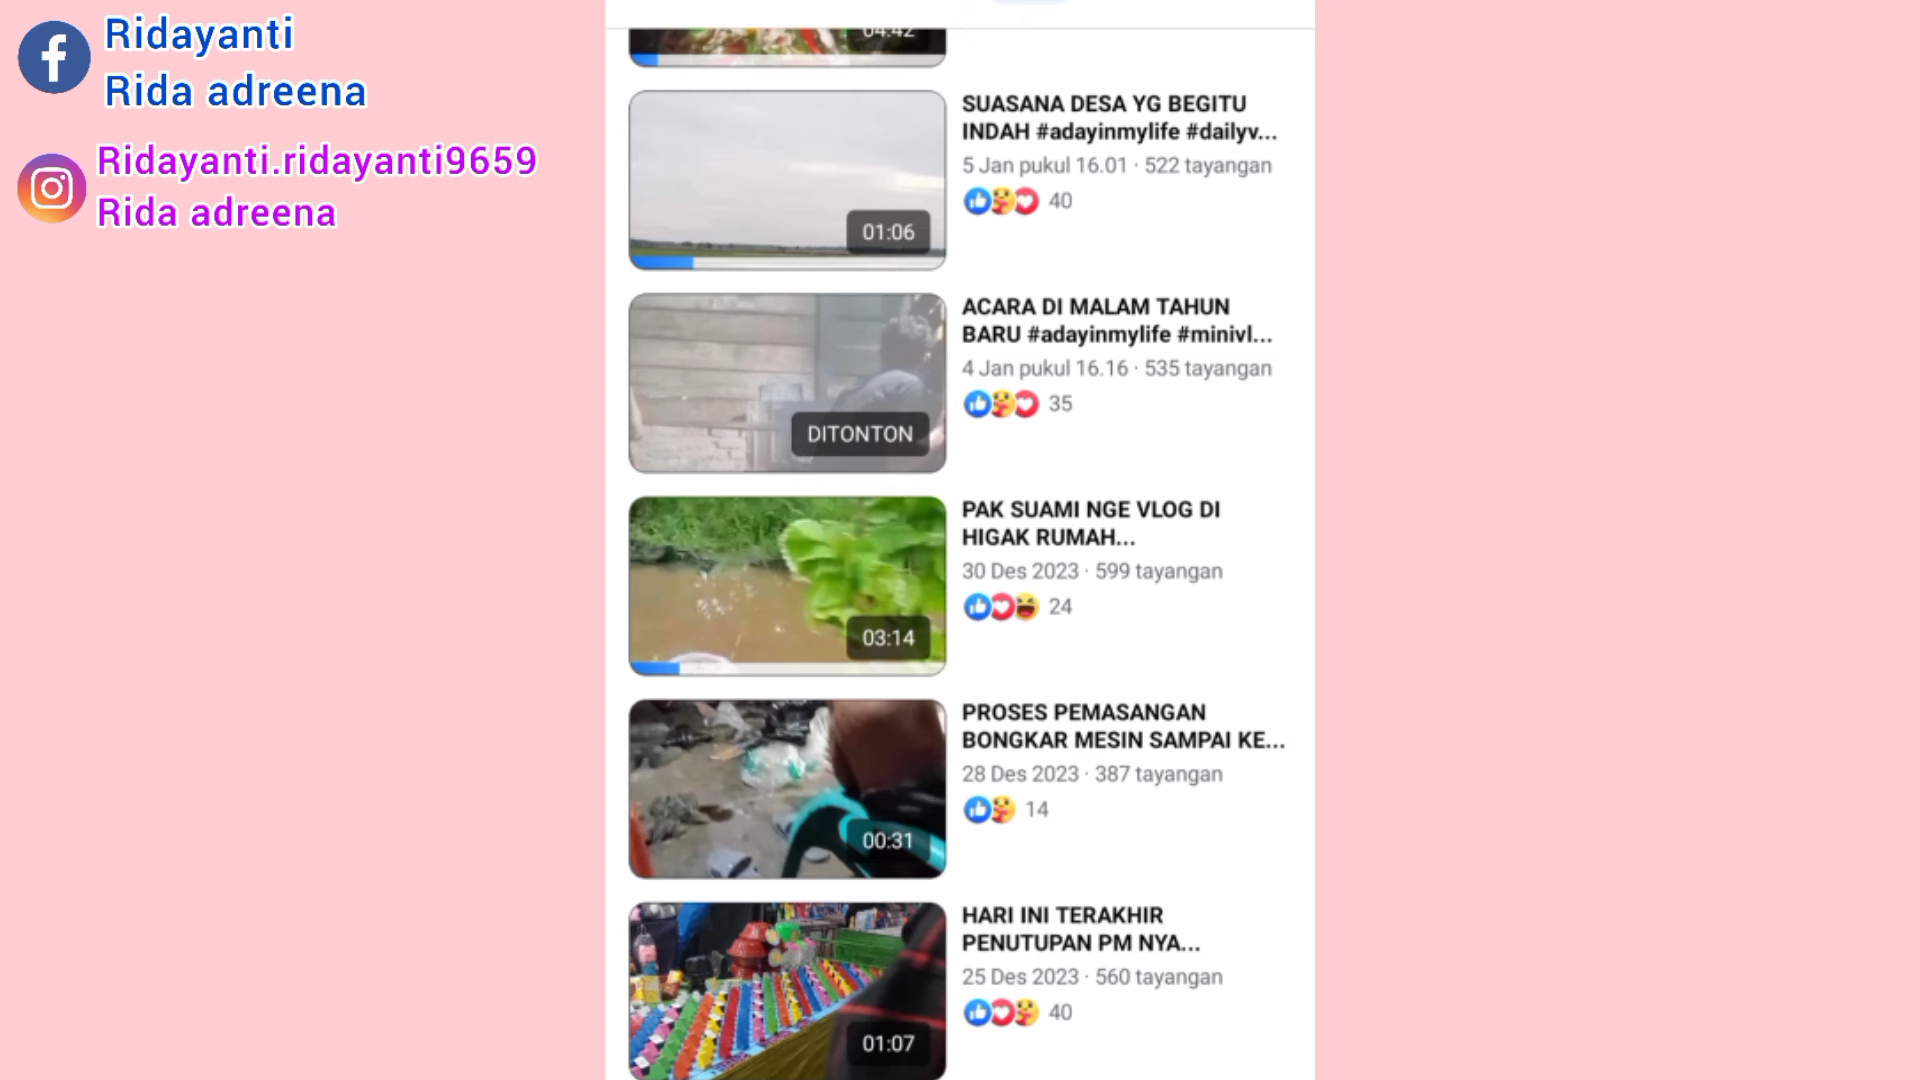 Ridayanti
Rida adreena
Ridayanti.ridayanti9659
Rida adreena
04:42
SUASANA DESA YG BEGITU
INDAH #adayinmylife #dailyv...
5 Jan pukul 16.01 · 522 tayangan
40
01:06
ACARA DI MALAM TAHUN
BARU #adayinmylife #minivl...
4 Jan pukul 16.16 · 535 tayangan
35
DITONTON
PAK SUAMI NGE VLOG DI
HIGAK RUMAH...
30 Des 2023 · 599 tayangan
24
03:14
PROSES PEMASANGAN
BONGKAR MESIN SAMPAI KE...
28 Des 2023 · 387 tayangan
14
00:31
HARI INI TERAKHIR
PENUTUPAN PM NYA...
25 Des 2023 · 560 tayangan
40
01:07